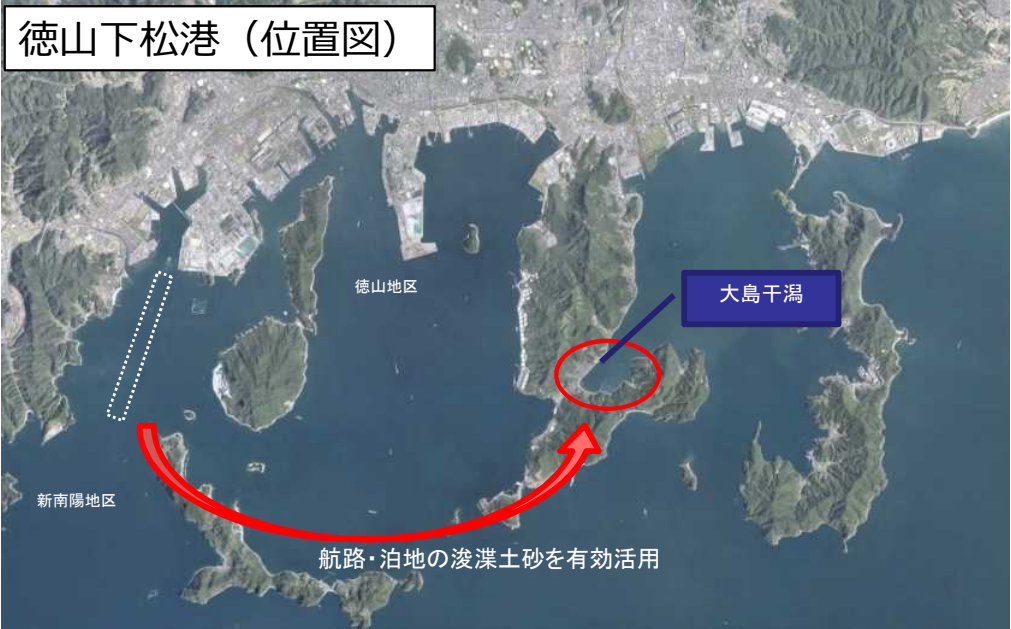 徳山下松港（位置図）
徳山地区
大島干潟
新南陽地区
航路・泊地の浚渫土砂を有効活用